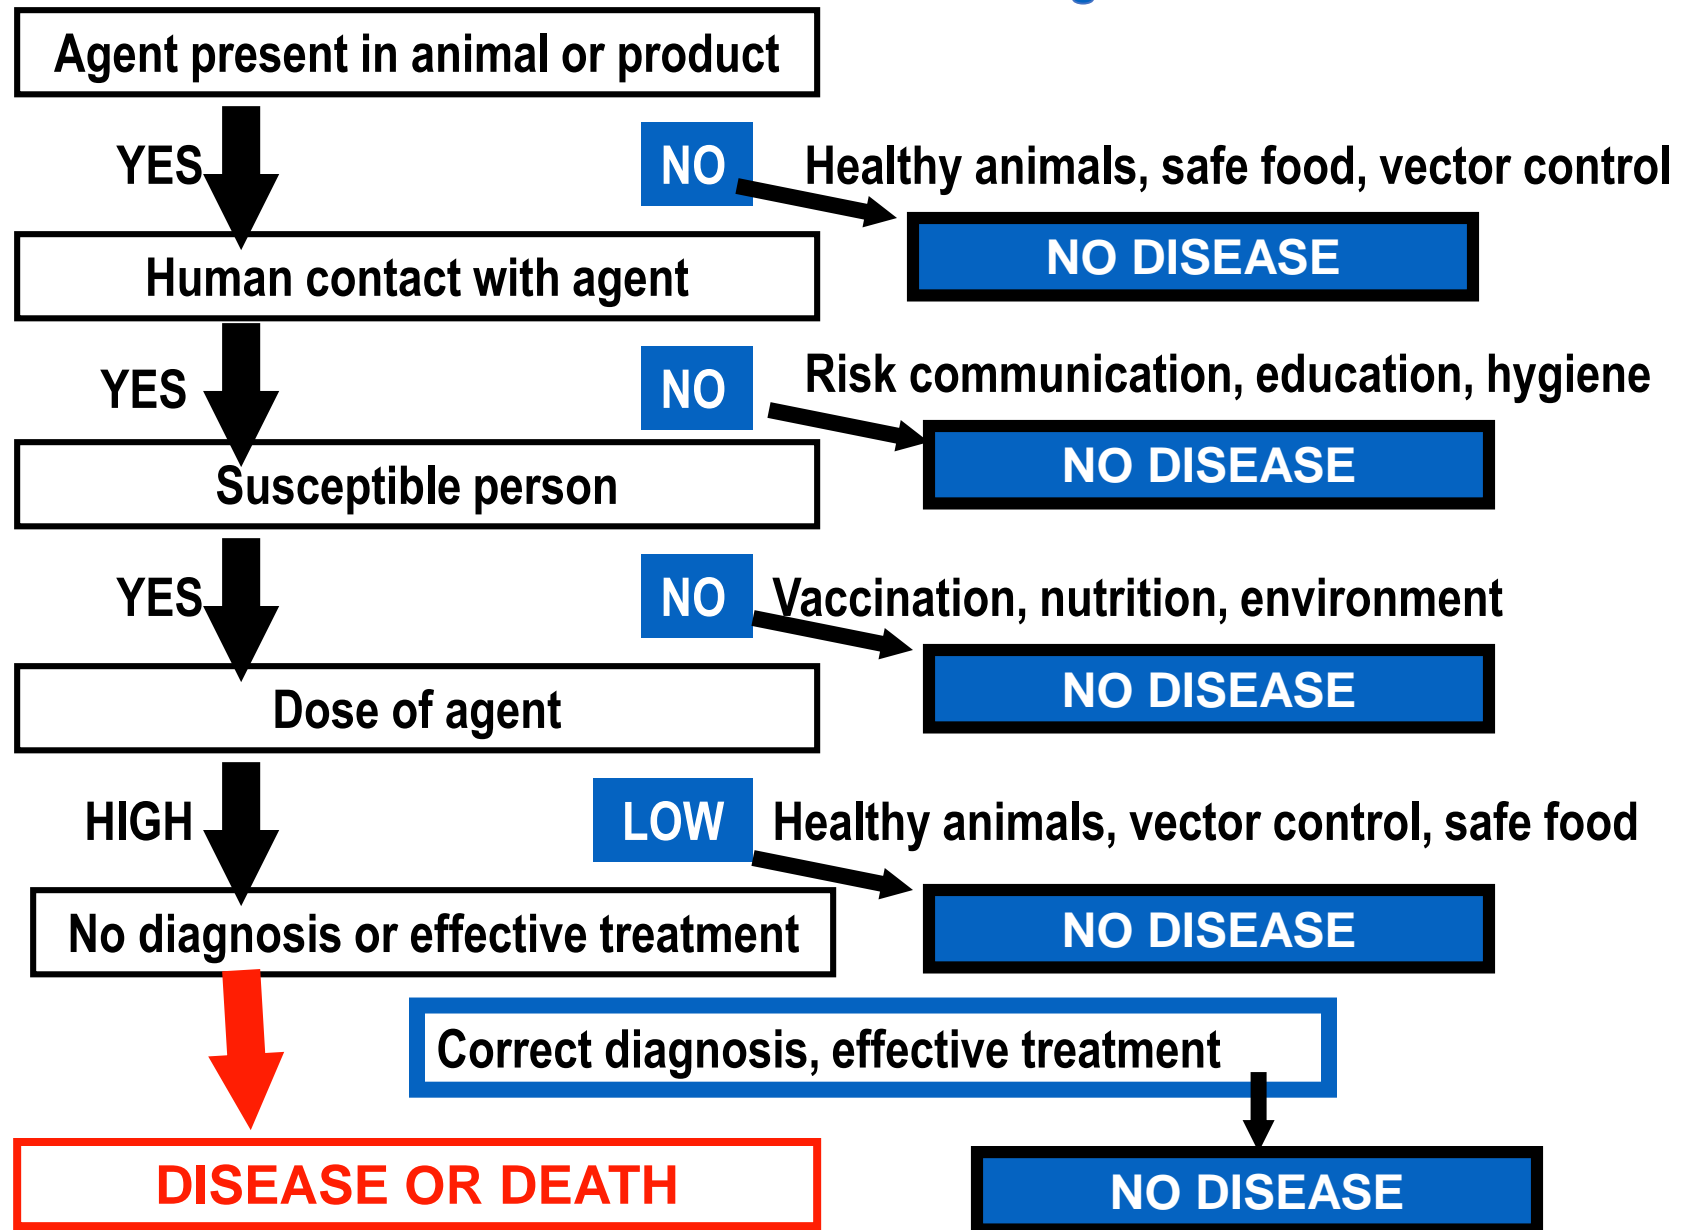 Agent present in animal or product
YES
NO
Healthy animals, safe food, vector control
NO DISEASE
Human contact with agent
YES
NO
Risk communication, education, hygiene
NO DISEASE
Susceptible person
YES
NO
Vaccination, nutrition, environment
NO DISEASE
Dose of agent
HIGH
LOW
Healthy animals, vector control, safe food
NO DISEASE
No diagnosis or effective treatment
Correct diagnosis, effective treatment
DISEASE OR DEATH
NO DISEASE